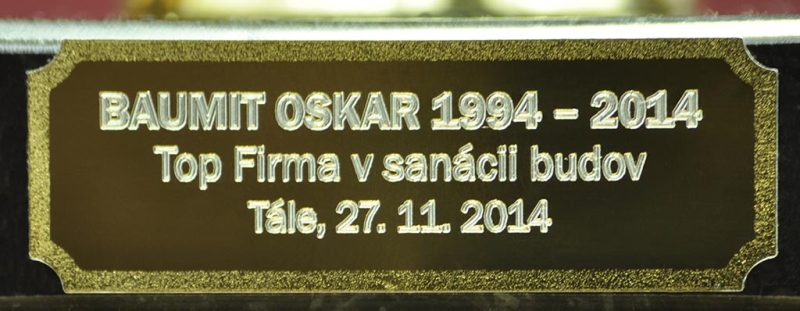 BAUMIT OSKAR 1994 – 2014
Top Firma v sanácii budov
Tále, 27. 11. 2014